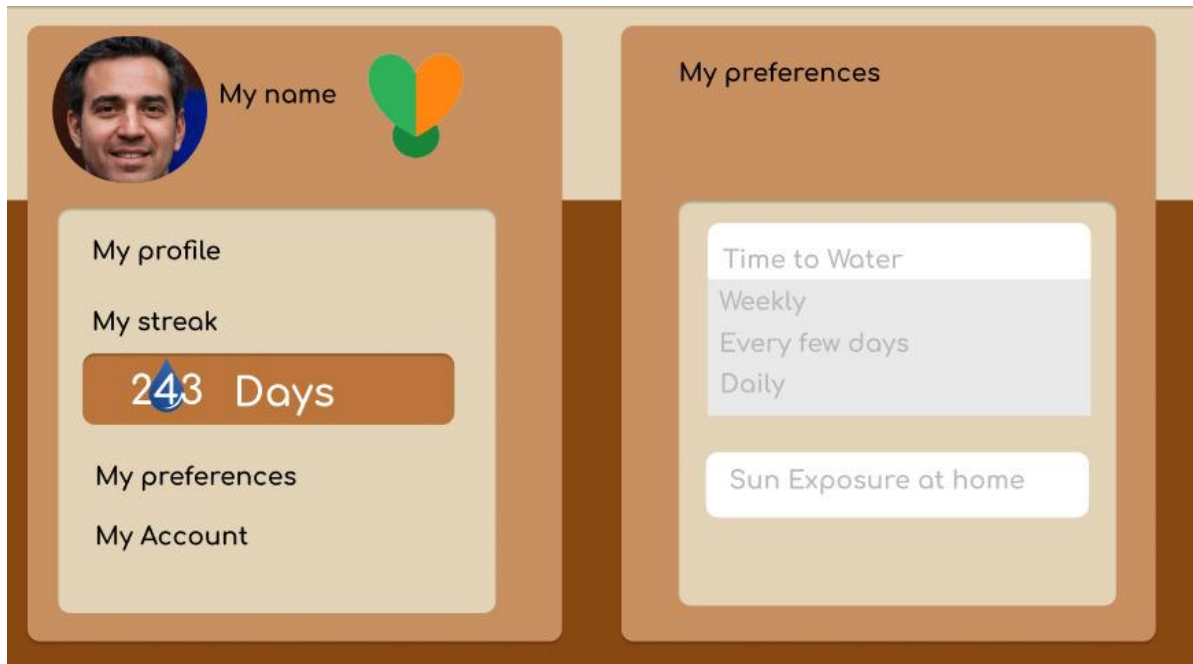 My name
My profile
My streak
243 Days
My preferences
My Account
My preferences
Time to Water
Weekly
Every few days
Daily
Sun Exposure at home